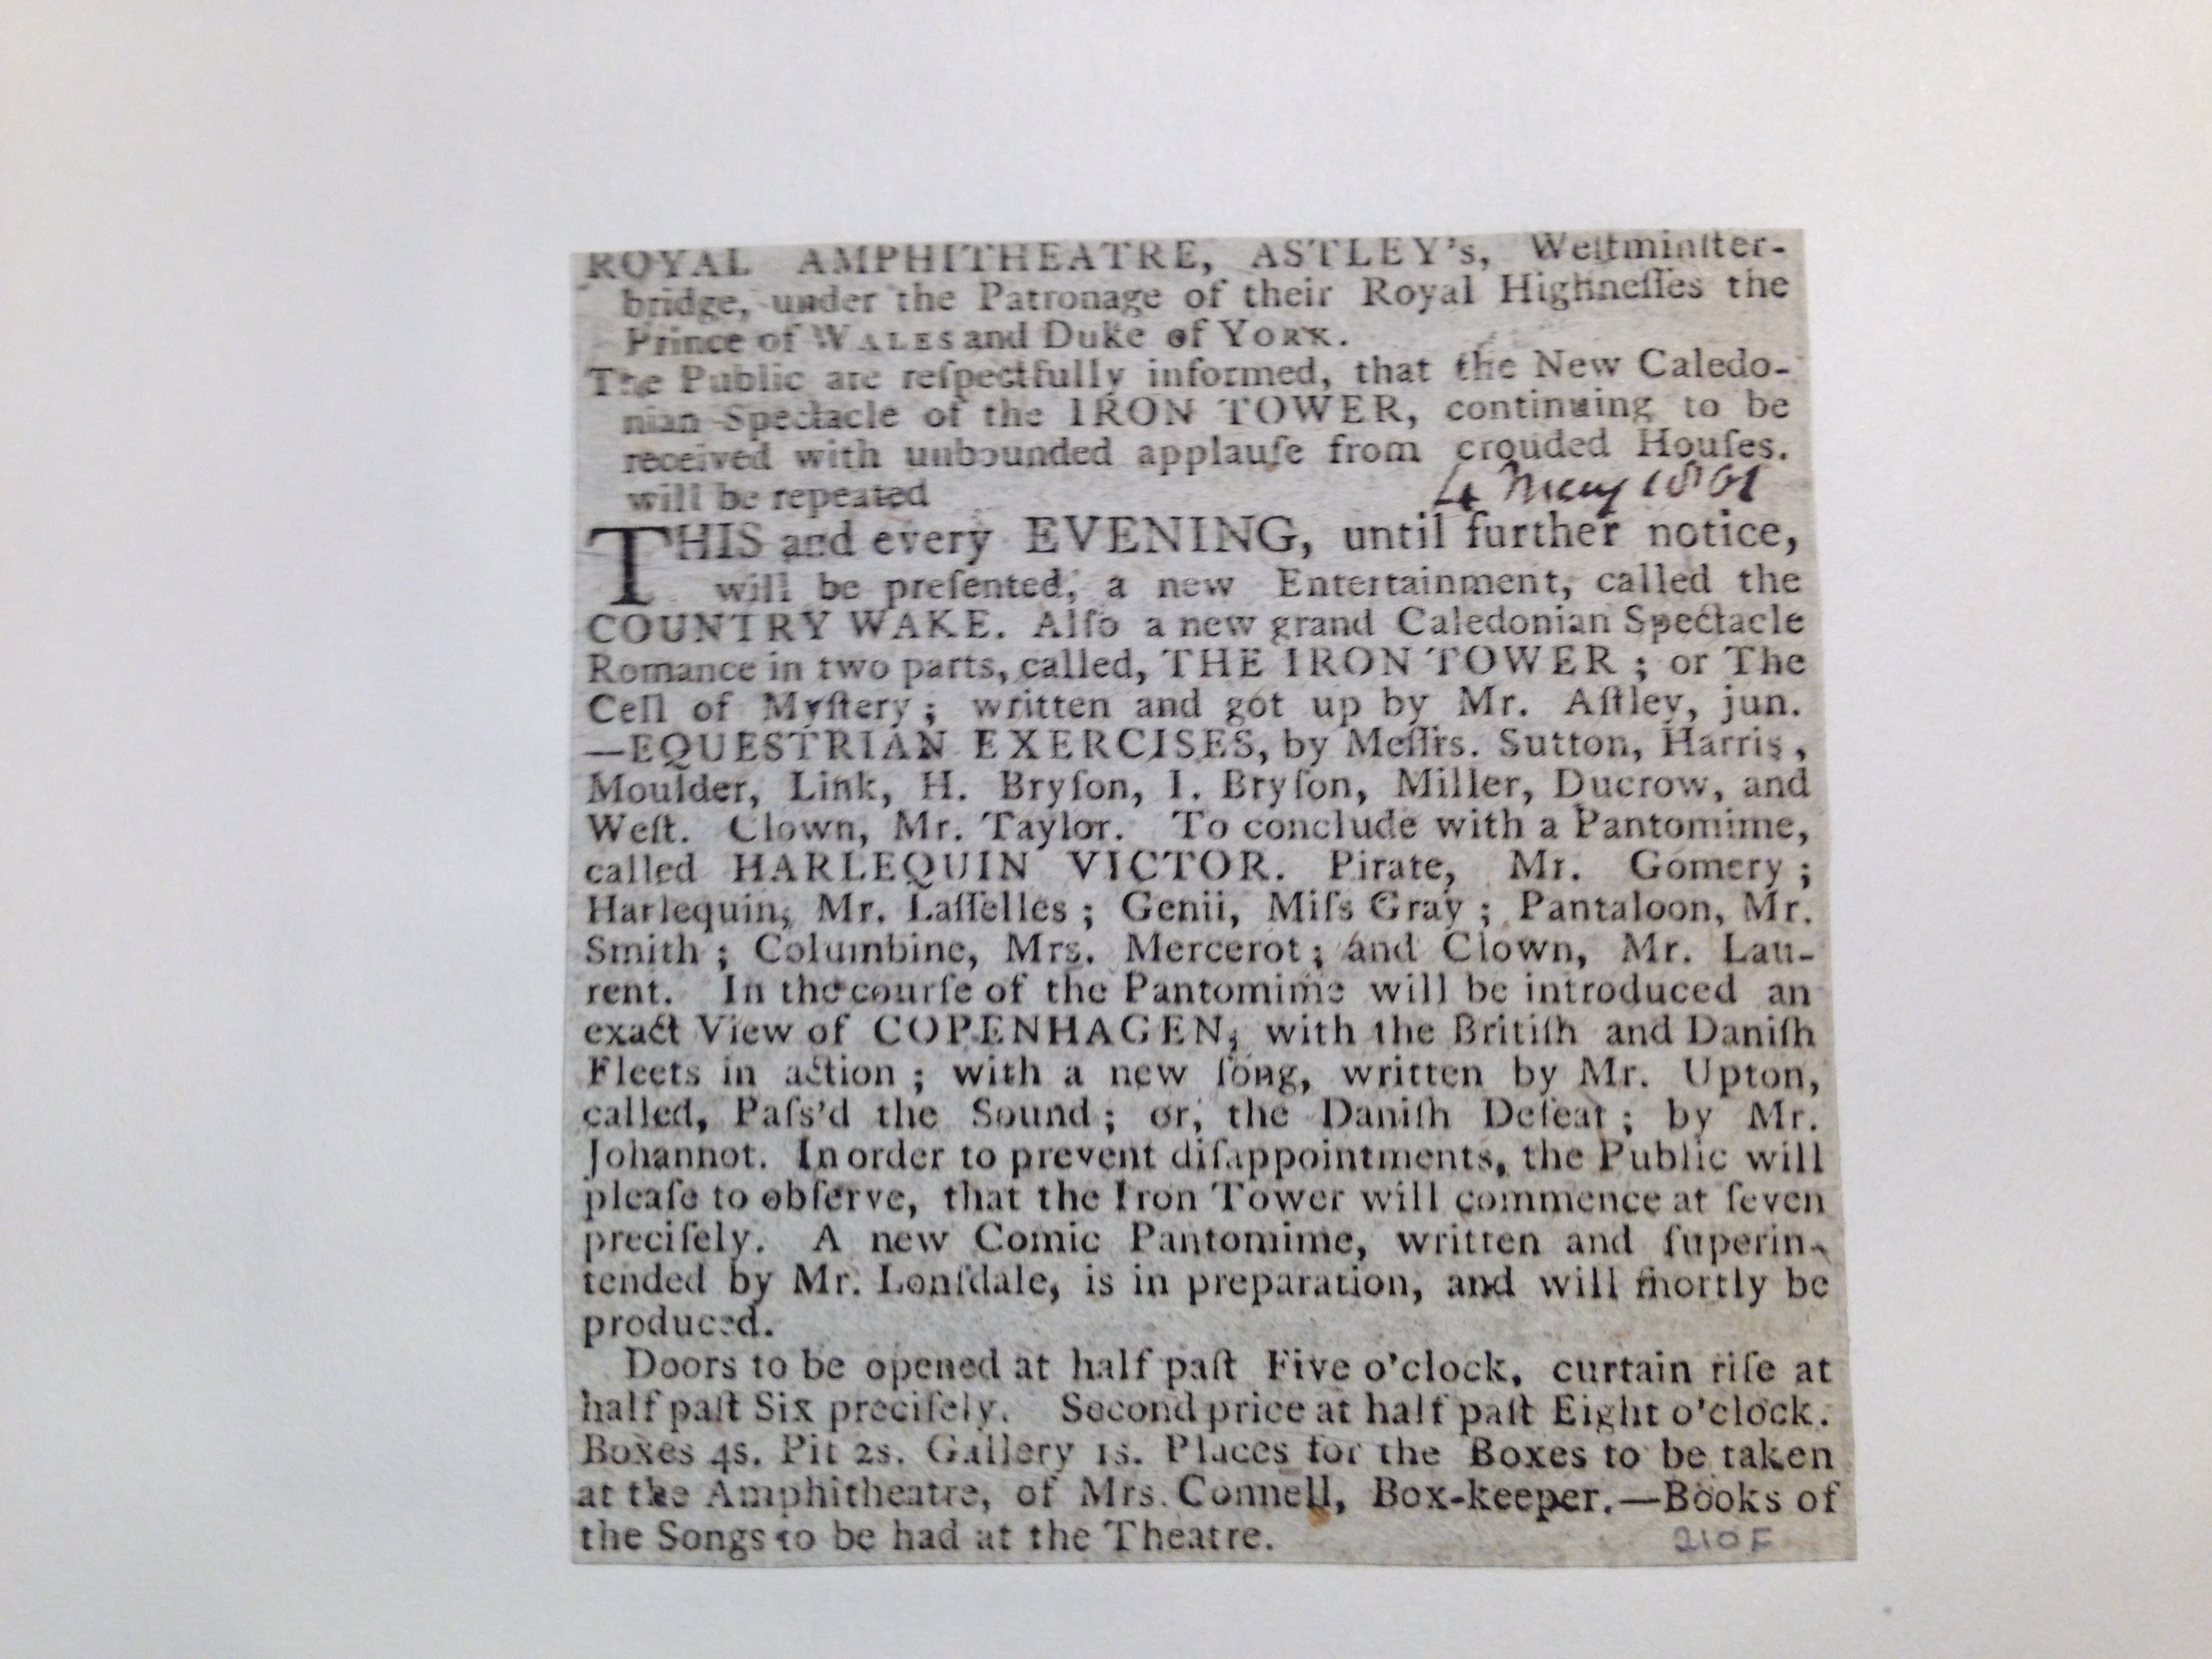 ROYAL AMPHITHEATRE, ASTLEY's, Weſtminſter-
bridge, under the Patronage of their Royal Highneſſes the
Prince of WALES and Duke of YORK.
The Public are reſpectfully informed, that the New Caledo-
nian Spectacle of the IRON TOWER, continuing to be
received with unbounded applauſe from crouded Houſes.
will be repeated
4 May 1801
THIS and every EVENING, until further notice,
will be preſented, a new Entertainment, called the
COUNTRY WAKE. Alſo a new grand Caledonian Spectacle
Romance in two parts, called, THE IRON TOWER; or The
Cell of Myſtery; written and got up by Mr. Aſtley, jun.
—EQUESTRIAN EXERCISES, by Meſſrs. Sutton, Harris,
Moulder, Link, H. Bryſon, I. Bryſon, Miller, Ducrow, and
Weſt. Clown, Mr. Taylor. To conclude with a Pantomime,
called HARLEQUIN VICTOR. Pirate, Mr. Gomery;
Harlequin, Mr. Laſſelles; Genii, Miſs Gray; Pantaloon, Mr.
Smith; Columbine, Mrs. Mercerot; and Clown, Mr. Lau-
rent. In the courſe of the Pantomime will be introduced an
exact View of COPENHAGEN, with the Britiſh and Daniſh
Fleets in action; with a new ſong, written by Mr. Upton,
called, Paſs'd the Sound; or, the Daniſh Defeat; by Mr.
Johannot. In order to prevent diſappointments, the Public will
pleaſe to obſerve, that the Iron Tower will commence at ſeven
preciſely. A new Comic Pantomime, written and ſuperin-
tended by Mr. Lonſdale, is in preparation, and will ſhortly be
produced.
Doors to be opened at half paſt Five o'clock, curtain riſe at
half paſt Six preciſely. Second price at half paſt Eight o'clock.
Boxes 4s. Pit 2s. Gallery 1s. Places for the Boxes to be taken
at the Amphitheatre, of Mrs. Connell, Box-keeper.—Books of
the Songs to be had at the Theatre.
210F